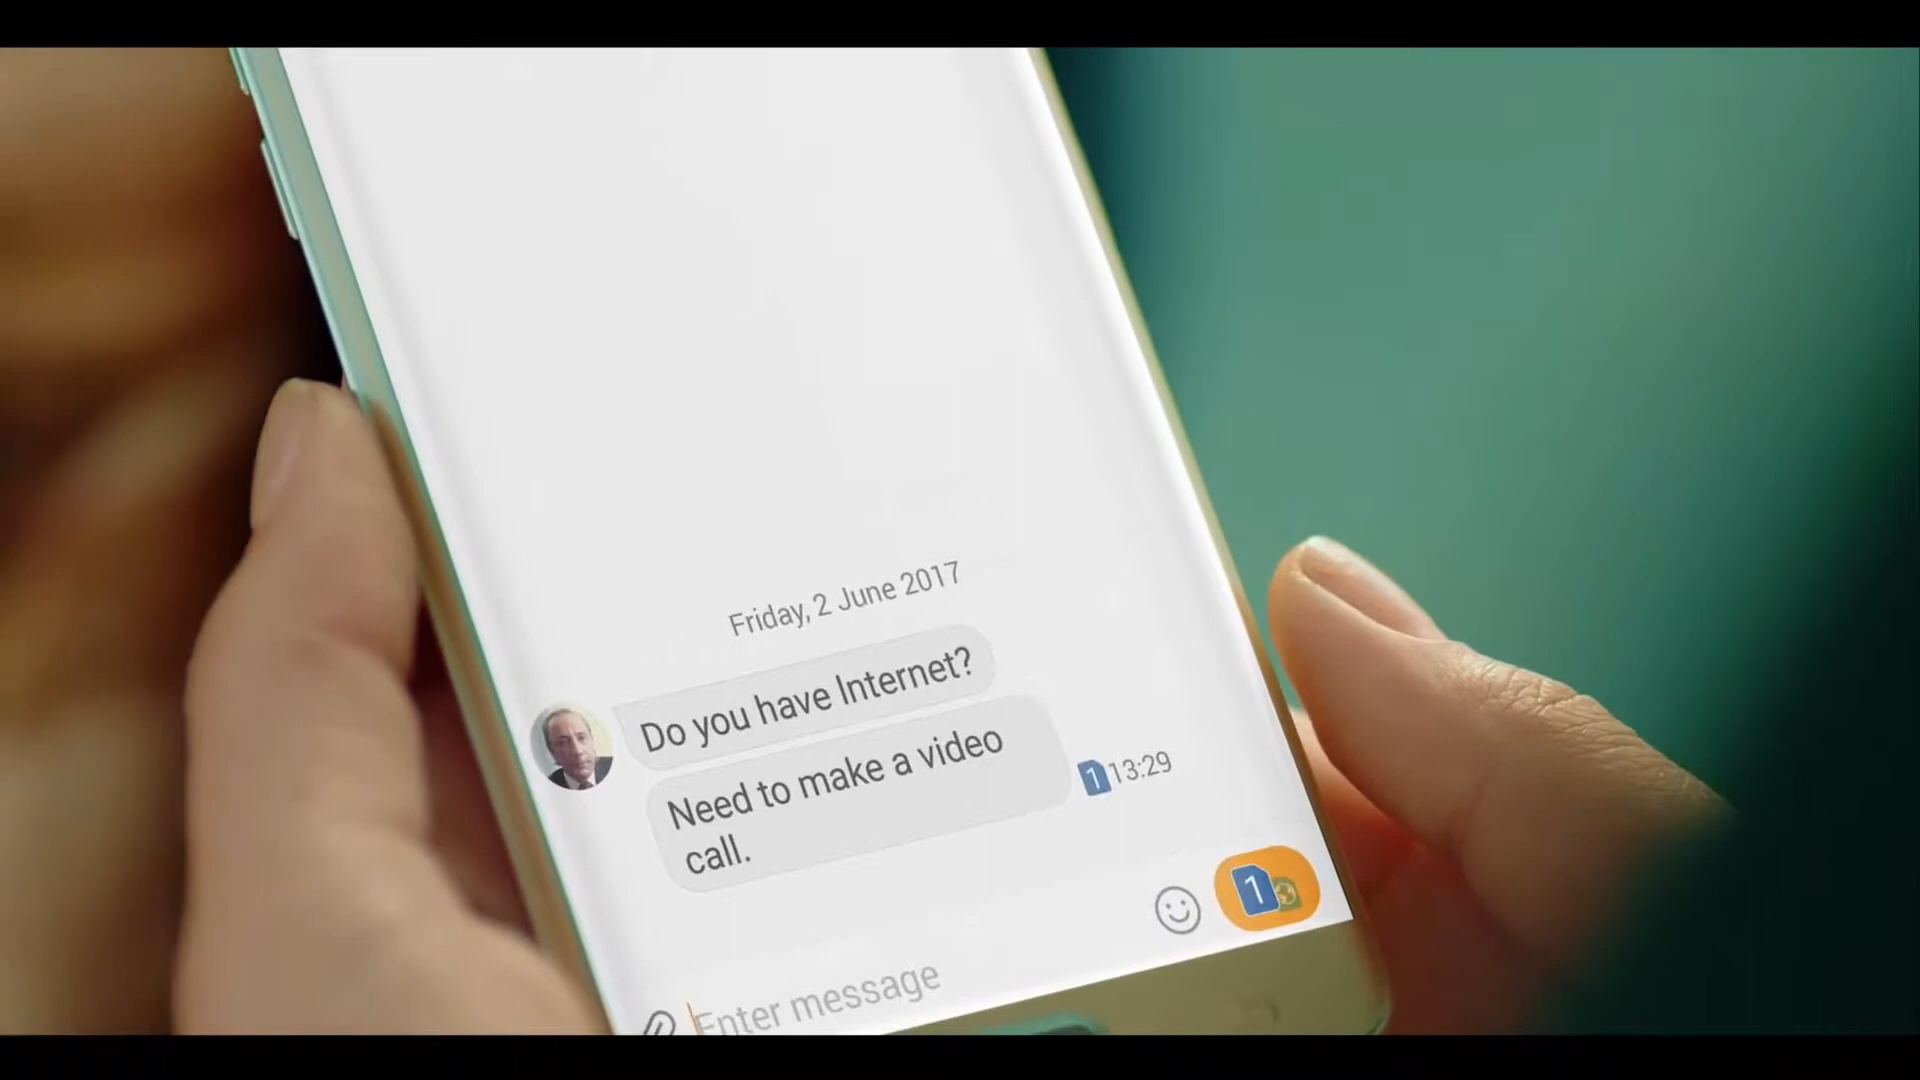 Friday, 2 June 2017
Do you have Internet?
Need to make a video
call.
1 13:29
1
Enter message